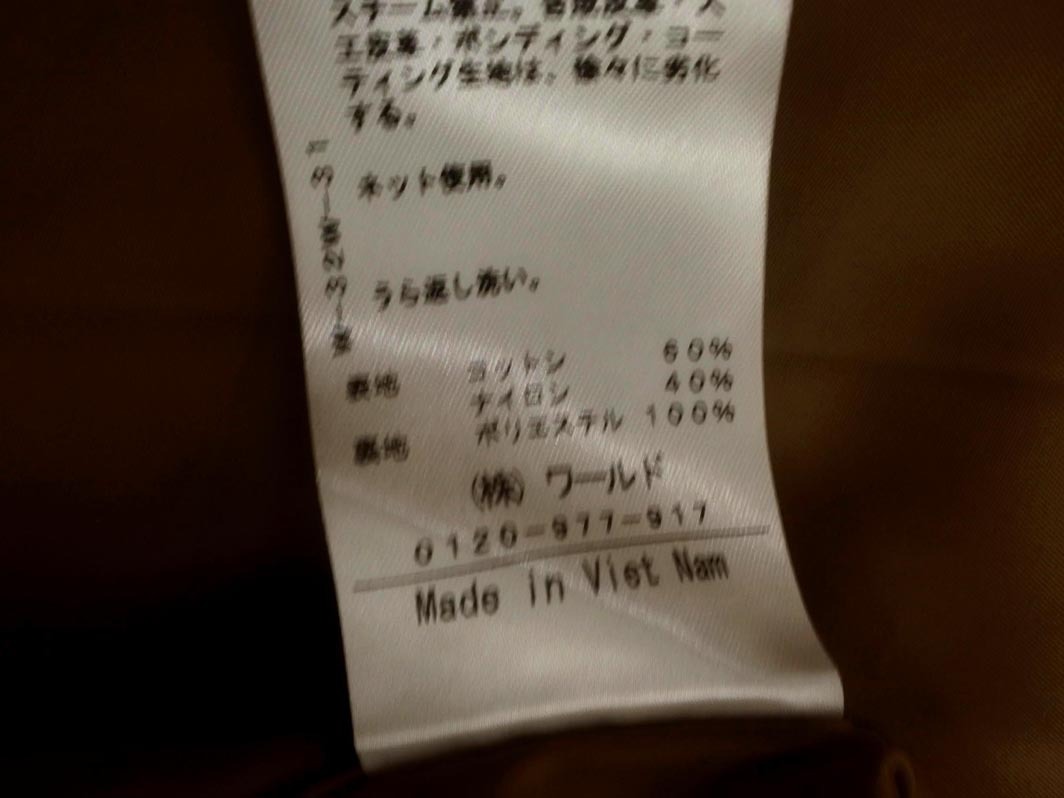 スチーム禁止。合成皮革・人
工皮革・ボンディング・コー
ティング生地は、徐々に劣化
する。
ネット使用。
うら返し洗い。
コットン 60%
ナイロン 40%
裏地 ポリエステル 100%
㈱ ワールド
0120-977-917
Made in Viet Nam